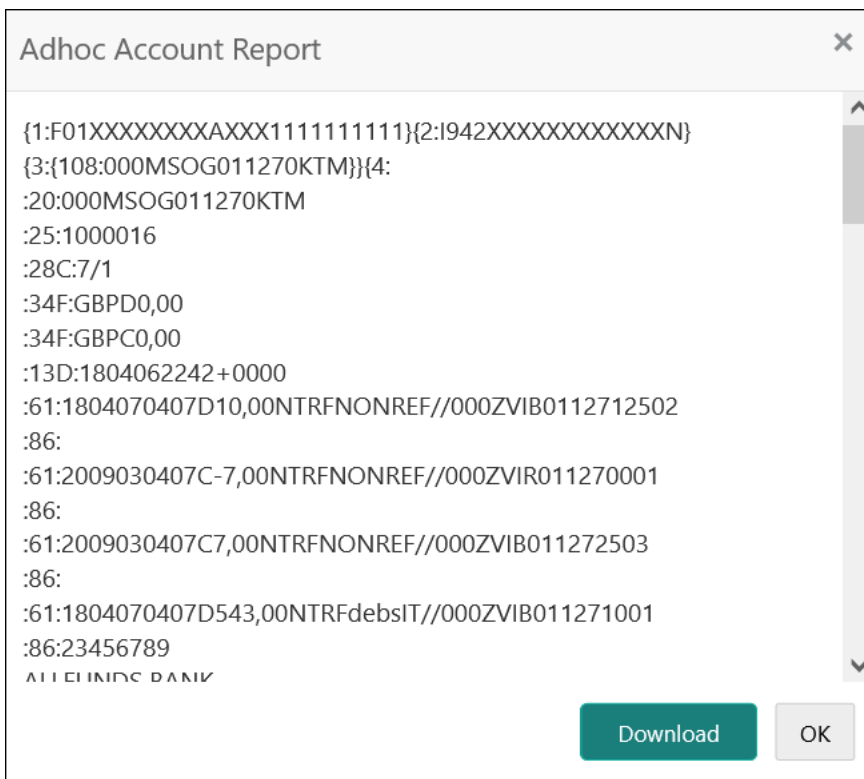 Adhoc Account Report
{1:F01XXXXXXXXAXXX1111111111}{2:I942XXXXXXXXXXXXN}
{3:{108:000MSOG011270KTM}}{4:
:20:000MSOG011270KTM
:25:1000016
:28C:7/1
:34F:GBPD0,00
:34F:GBPC0,00
:13D:1804062242+0000
:61:1804070407D10,00NTRFNONREF//000ZVIB0112712502
:86:
:61:2009030407C-7,00NTRFNONREF//000ZVIR011270001
:86:
:61:2009030407C7,00NTRFNONREF//000ZVIB011272503
:86:
:61:1804070407D543,00NTRFdebsIT//000ZVIB011271001
:86:23456789
ALLFUNDS BANK
Download
OK